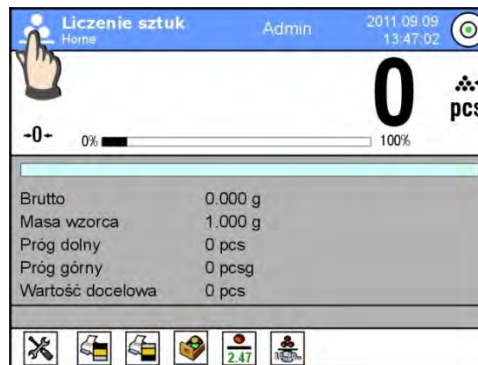 Liczenie sztuk
Home
Admin
2011.09.09
13:47:02
0
pcs
→0←
0%
100%
Brutto 0.000 g
Masa wzorca 1.000 g
Próg dolny 0 pcs
Próg górny 0 pcsg
Wartość docelowa 0 pcs
2.47